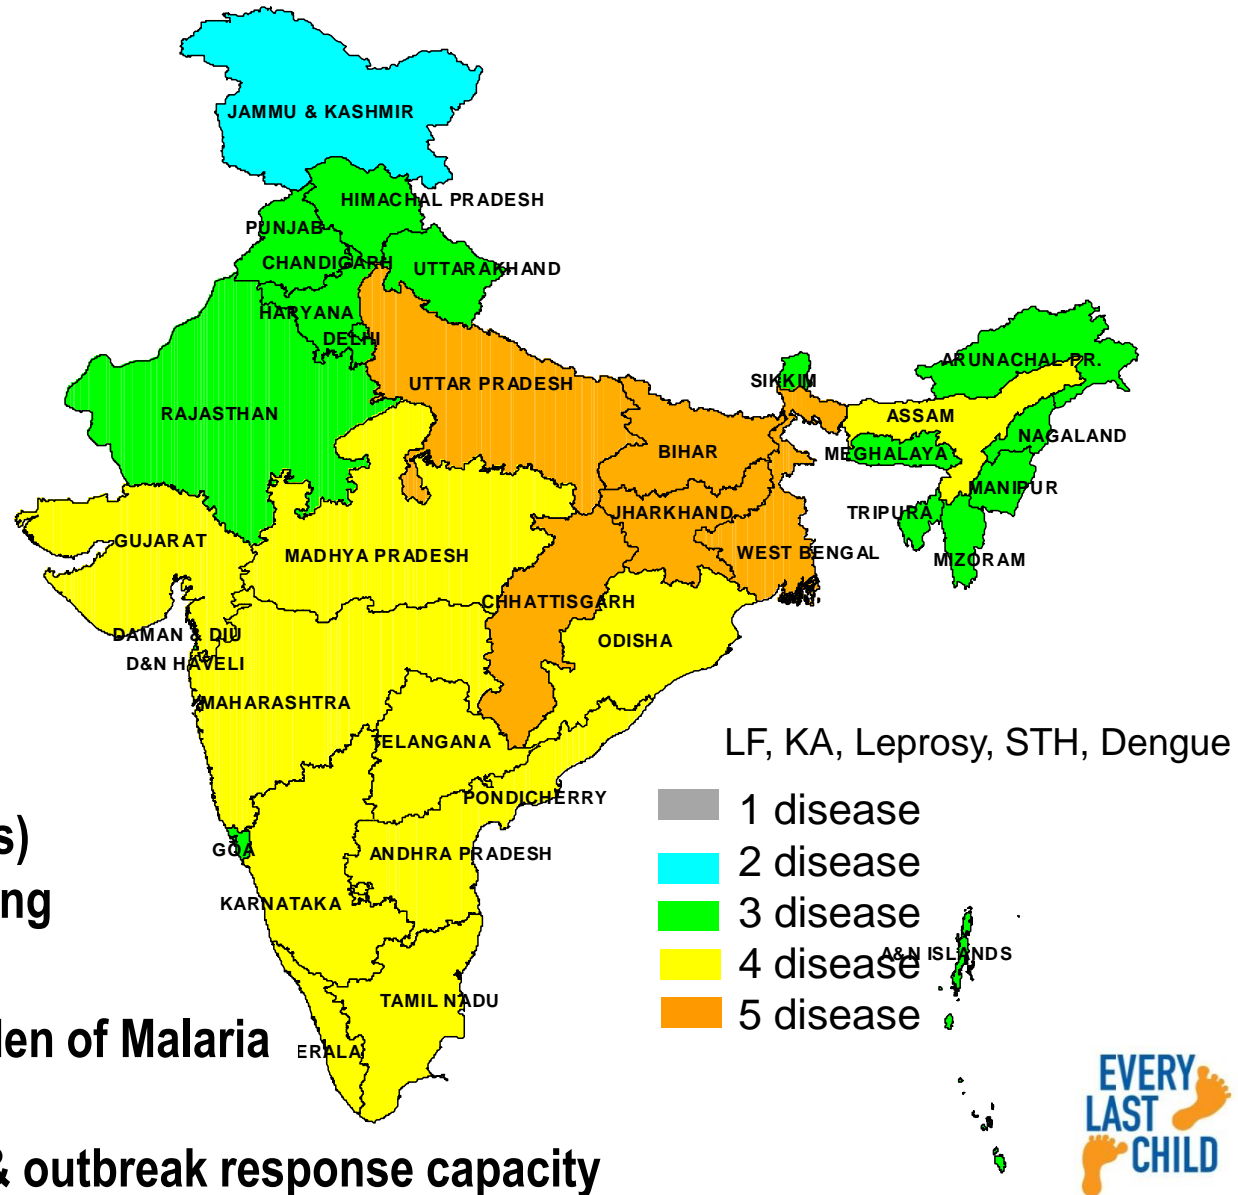 JAMMU & KASHMIR
HIMACHAL PRADESH
PUNJAB
CHANDIGARH
UTTARAKHAND
HARYANA
DELHI
UTTAR PRADESH
RAJASTHAN
SIKKIM
ARUNACHAL PR.
ASSAM
NAGALAND
MEGHALAYA
BIHAR
MANIPUR
TRIPURA
JHARKHAND
GUJARAT
MADHYA PRADESH
WEST BENGAL
MIZORAM
CHHATTISGARH
DAMAN & DIU
ODISHA
D&N HAVELI
MAHARASHTRA
TELANGANA
PONDICHERRY
GOA
ANDHRA PRADESH
KARNATAKA
TAMIL NADU
ERALA
A&N ISLANDS
LF, KA, Leprosy, STH, Dengue
1 disease
2 disease
3 disease
4 disease
5 disease
s)
ng
len of Malaria
& outbreak response capacity
EVERY
LAST
CHILD